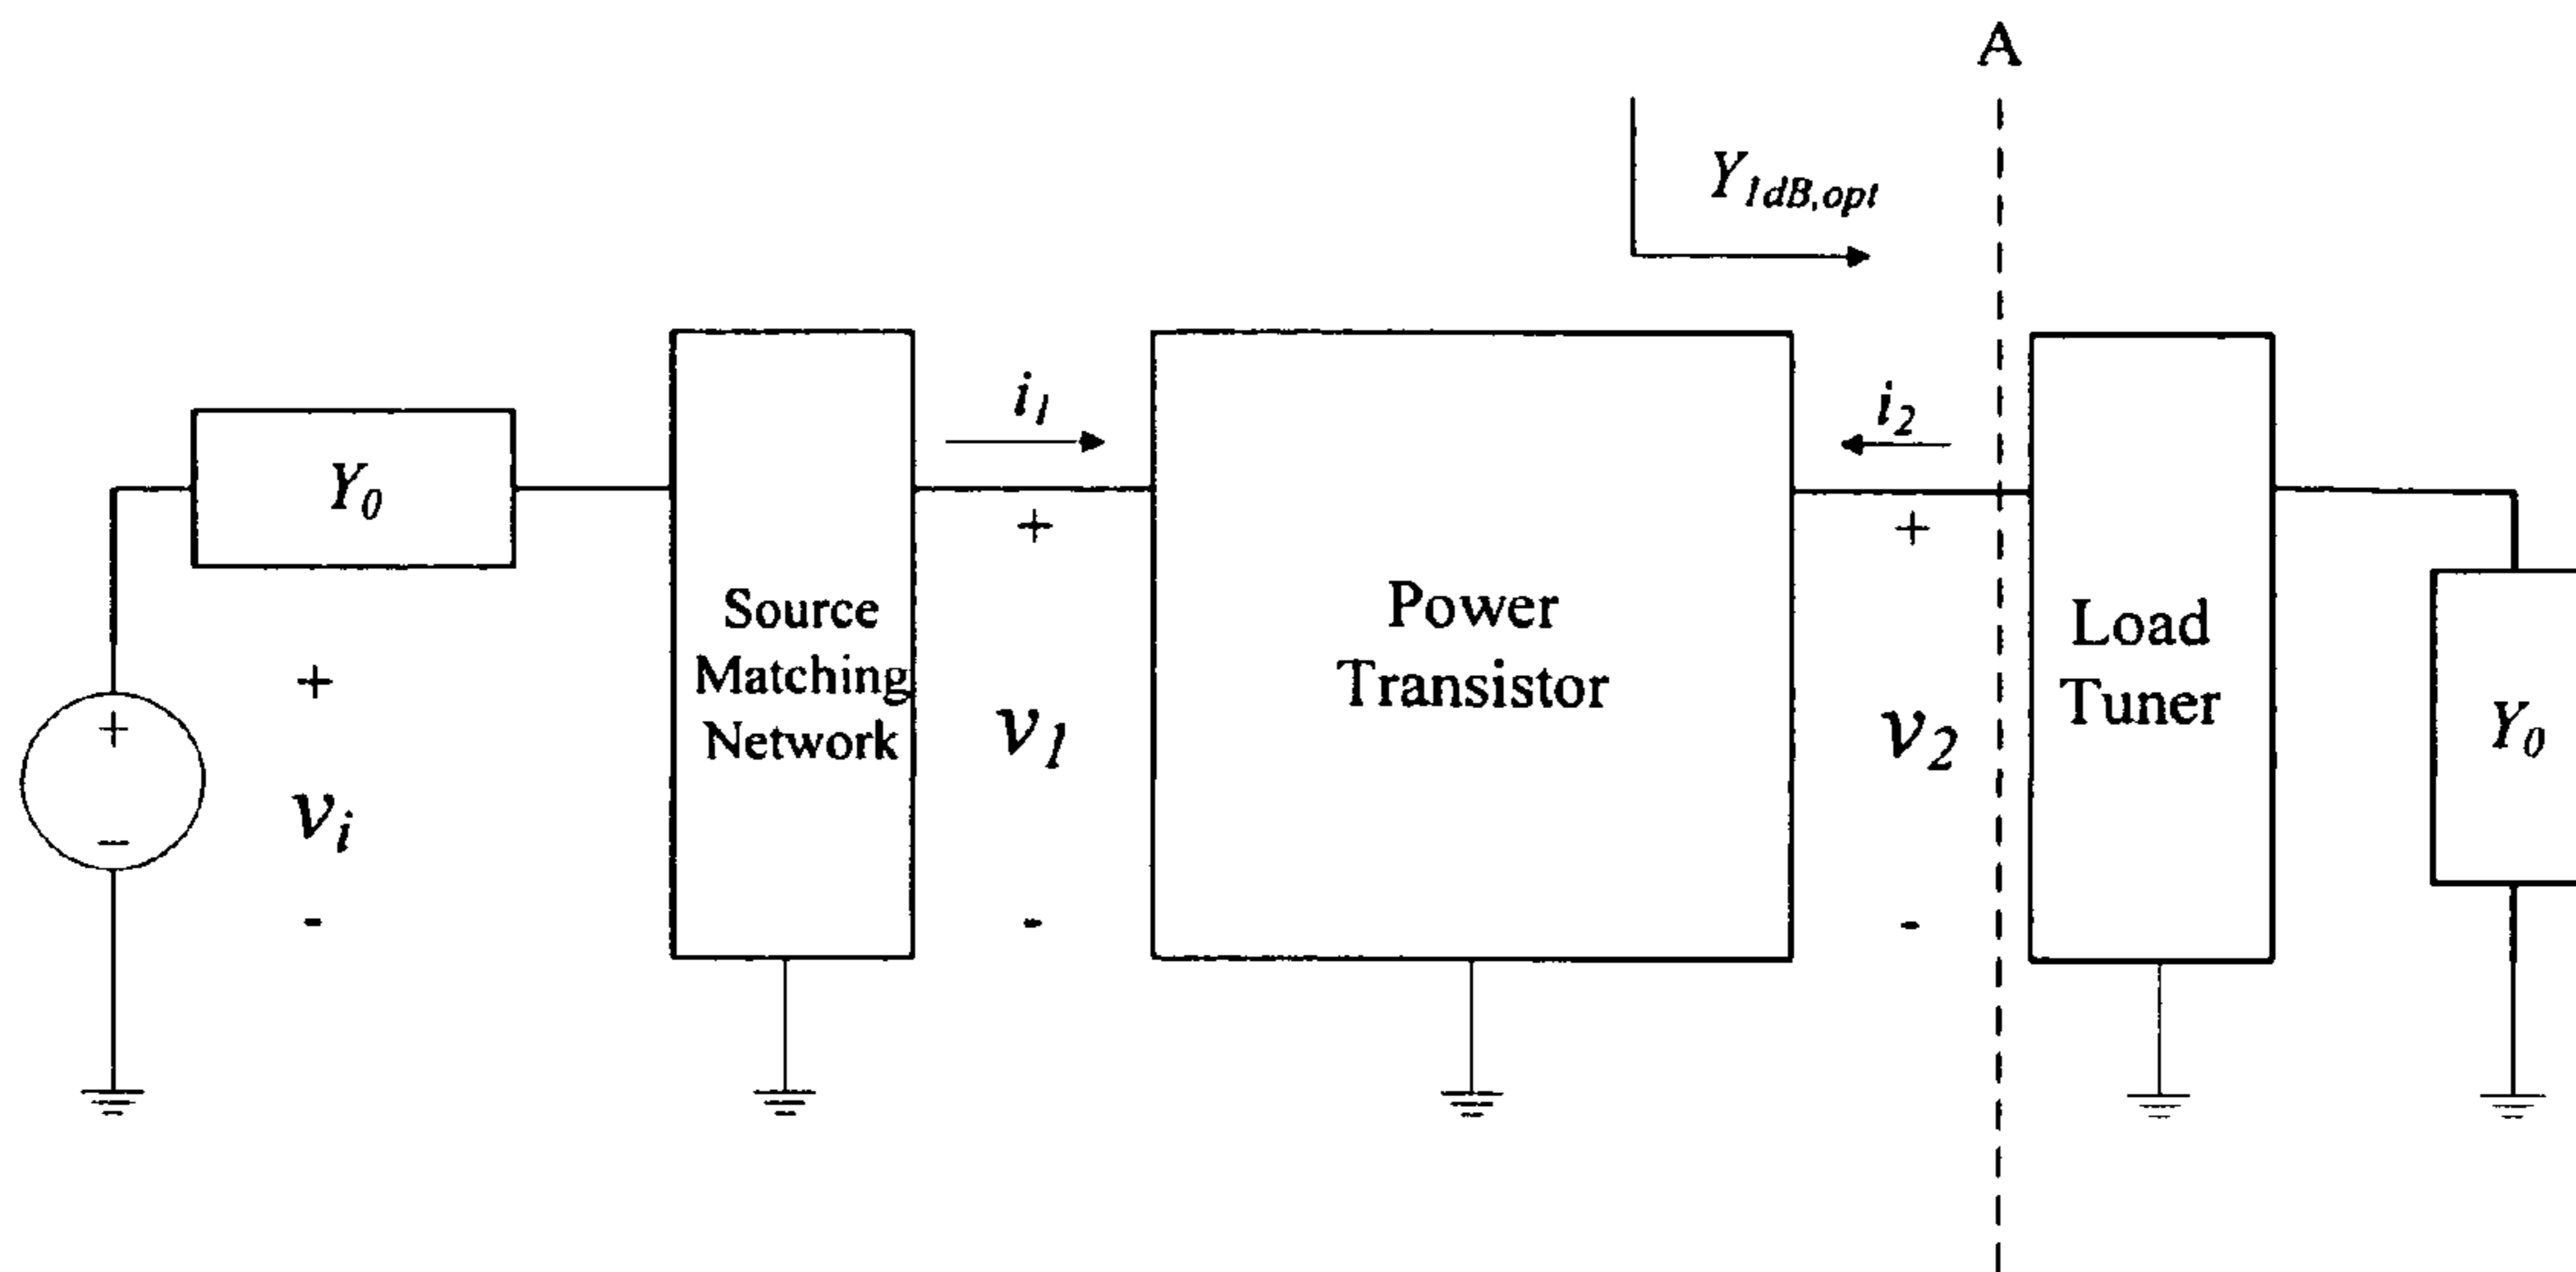 A
Y1dB,opt
i1
i2
Y0
+
+
Source
Matching
Network
Power
Transistor
Load
Tuner
+
+
vi
v1
v2
Y0
−
-
-
-